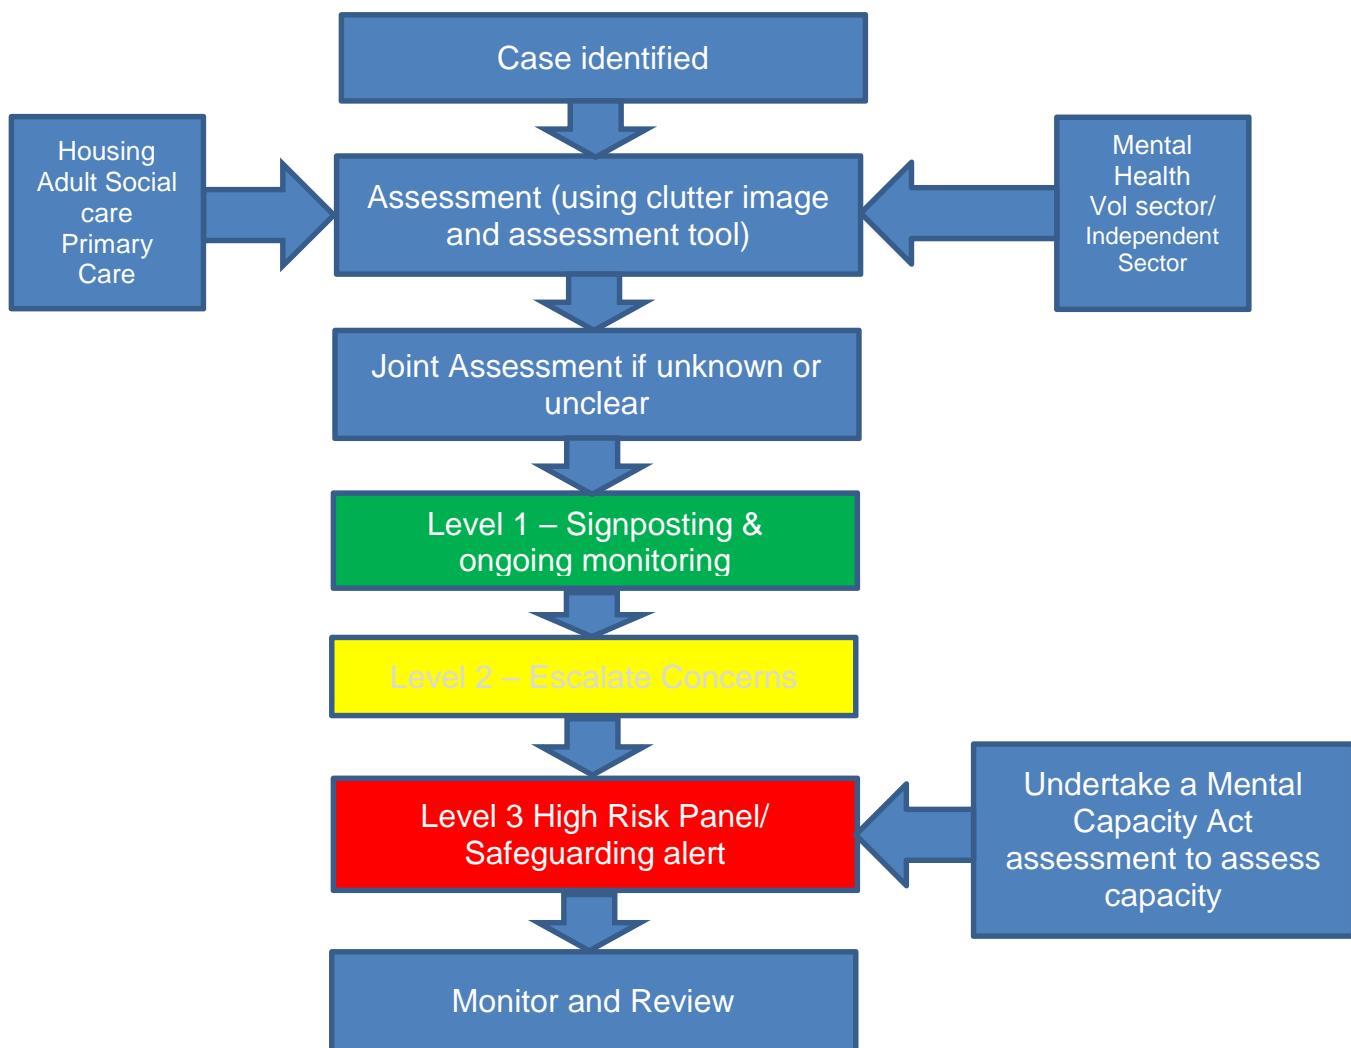 Case identified
Housing
Adult Social
care
Primary
Care
Assessment (using clutter image
and assessment tool)
Mental
Health
Vol sector/
Independent
Sector
Joint Assessment if unknown or
unclear
Level 1 – Signposting &
ongoing monitoring
Level 2 – Escalate Concerns
Level 3 High Risk Panel/
Safeguarding alert
Undertake a Mental
Capacity Act
assessment to assess
capacity
Monitor and Review